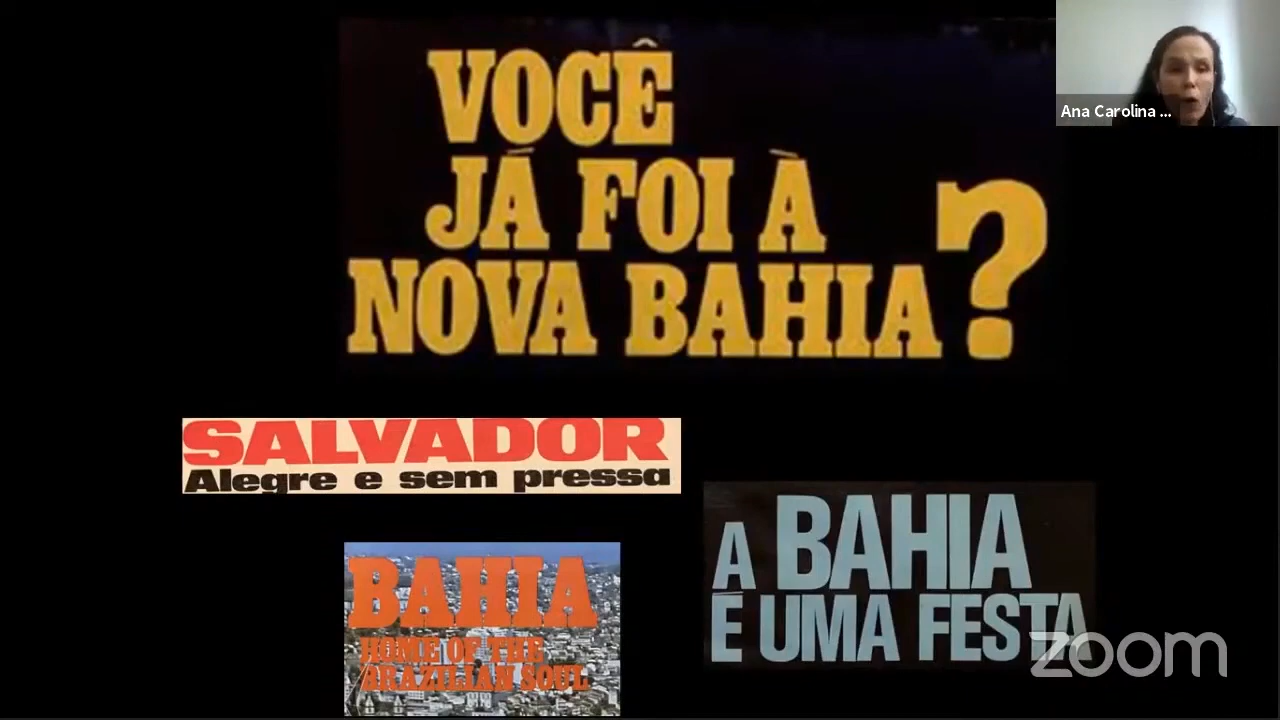 VOCÊ
JÁ FOI À
NOVA BAHIA?
Ana Carolina ...
SALVADOR
Alegre e sem pressa
BAHIA
HOME OF THE
BRAZILIAN SOUL
A BAHIA
É UMA FESTA
zoom